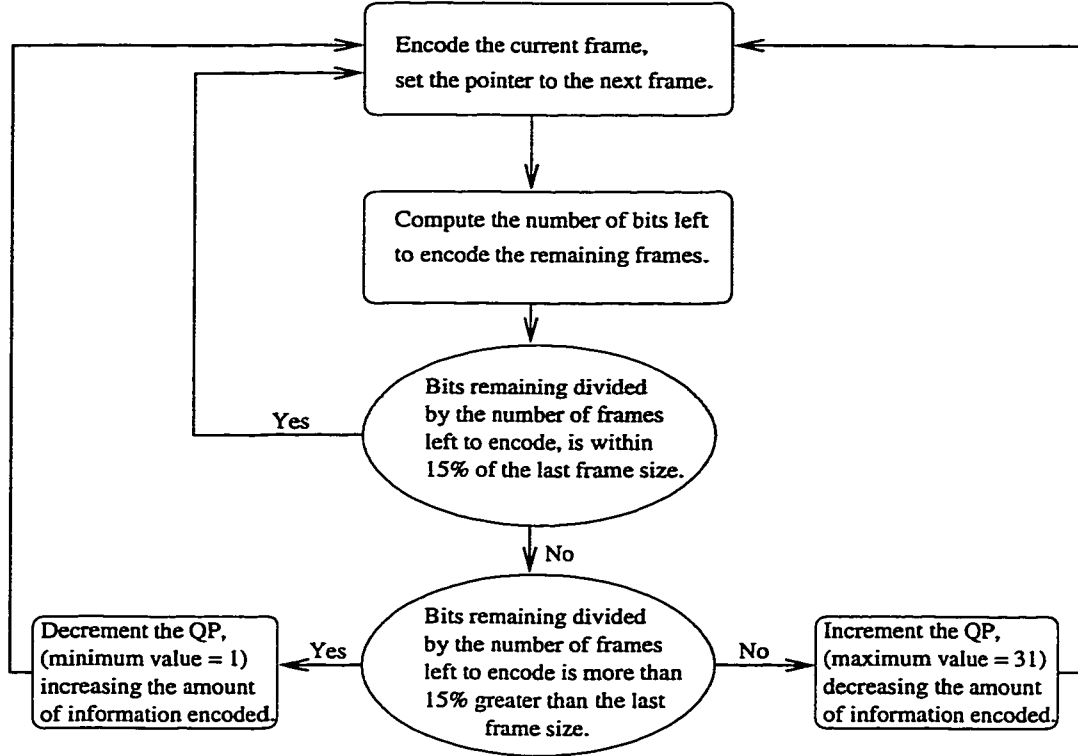 Encode the current frame,
set the pointer to the next frame.
Compute the number of bits left
to encode the remaining frames.
Bits remaining divided
by the number of frames
left to encode, is within
15% of the last frame size.
Yes
No
Bits remaining divided
by the number of frames
left to encode is more than
15% greater than the last
frame size.
Yes
No
Decrement the QP,
(minimum value = 1)
increasing the amount
of information encoded.
Increment the QP,
(maximum value = 31)
decreasing the amount
of information encoded.